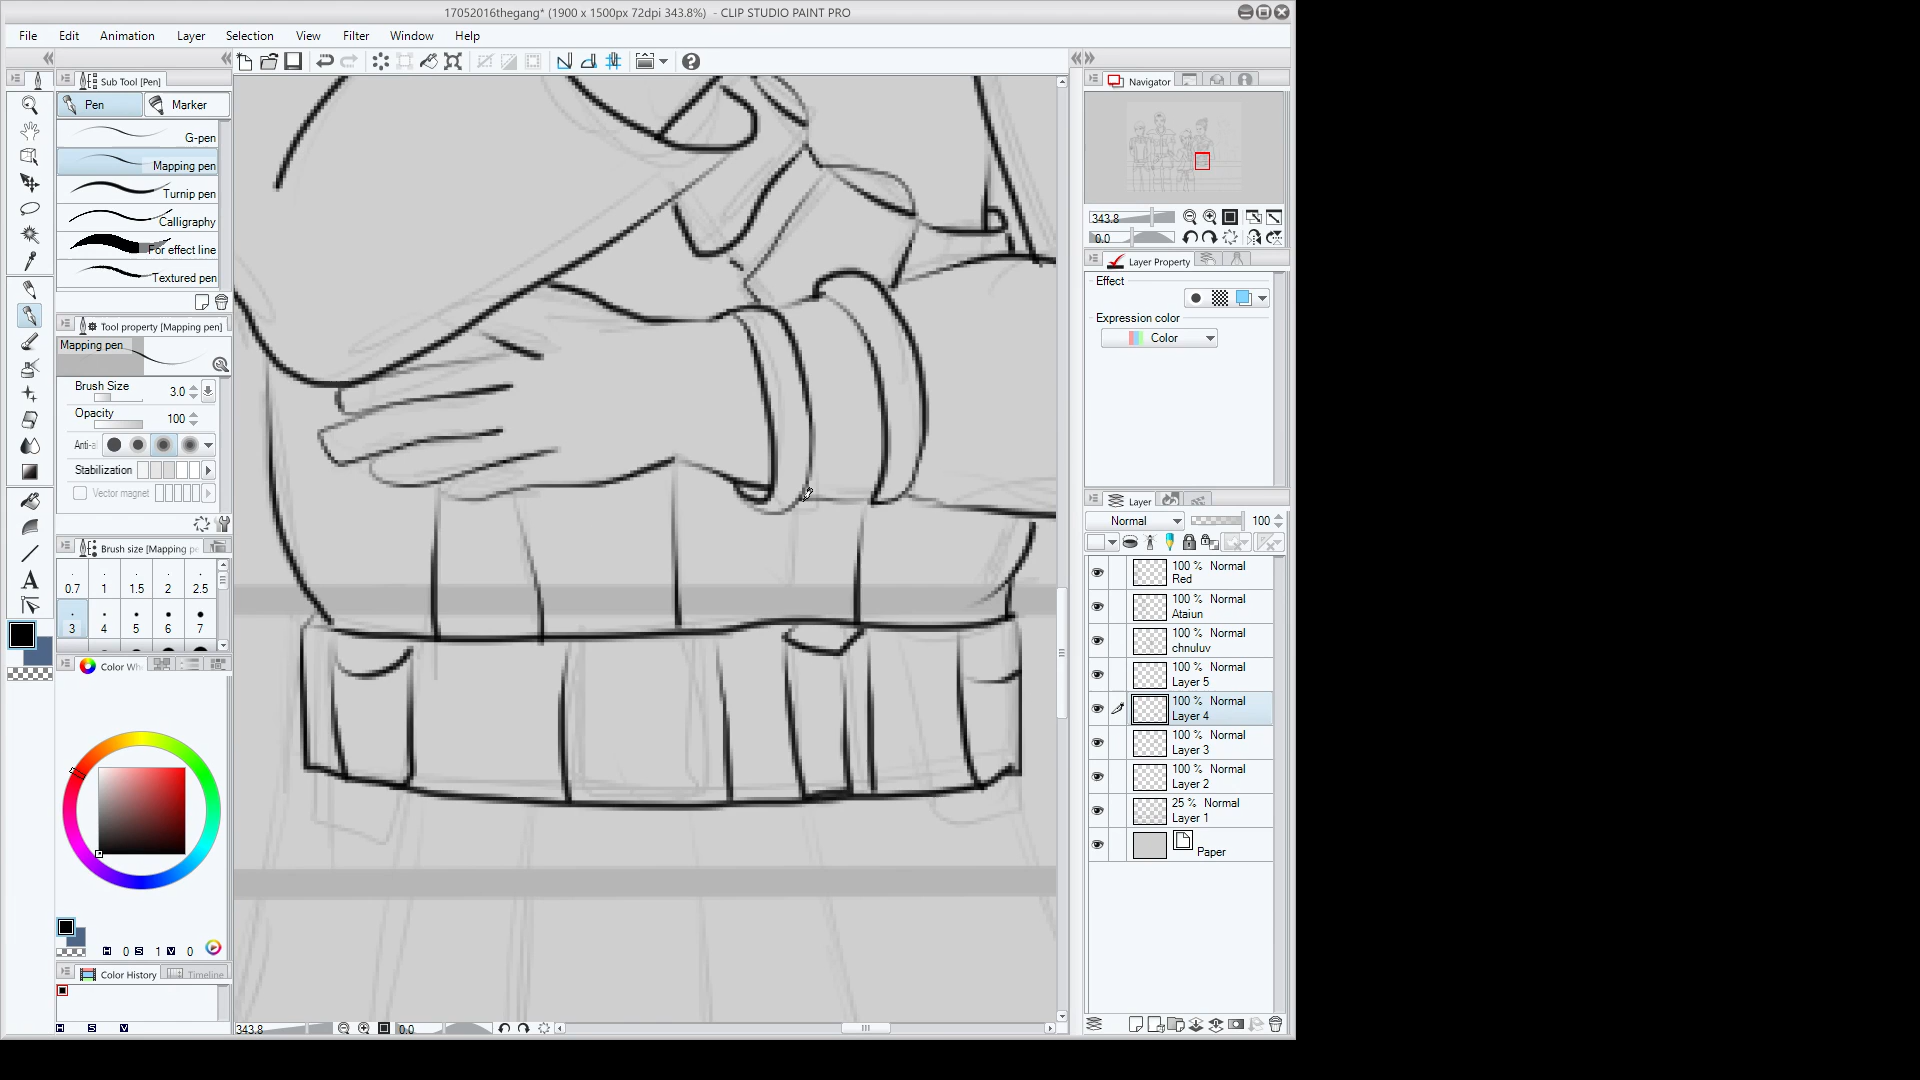 17052016thegang* (1900 x 1500px 72dpi 343.8%) - CLIP STUDIO PAINT PRO
File Edit Animation Layer Selection View Filter Window Help
Sub Tool [Pen]
Pen
Marker
G-pen
Mapping pen
Turnip pen
Calligraphy
For effect line
Textured pen
Tool property [Mapping pen]
Mapping pen
Brush Size 3.0
Opacity 100
Anti-a
Stabilization
Vector magnet
Brush size [Mapping pe
0.7 1 1.5 2 2.5
3 4 5 6 7
Color Wh
H 0 S 1 V 0
Color History
Timeline
H S V
343.8
0.0
Navigator
343.8
0.0
Layer Property
Effect
Expression color
Color
Layer
Normal 100
100 % Normal
Red
100 % Normal
Ataiun
100 % Normal
chnuluv
100 % Normal
Layer 5
100 % Normal
Layer 4
100 % Normal
Layer 3
100 % Normal
Layer 2
25 % Normal
Layer 1
Paper